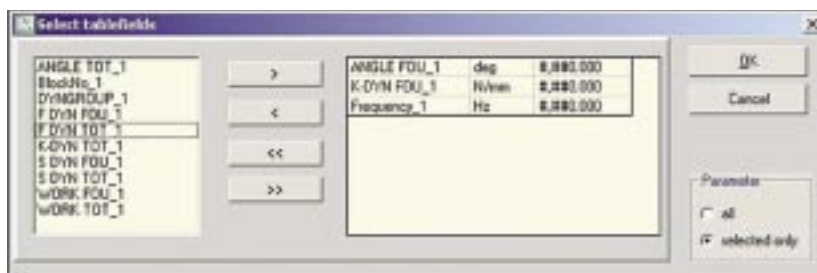 Select tablefields
ANGLE TOT_1
BlockNo_1
DYNGROUP_1
F DYN FOU_1
F DYN TOT_1
K-DYN TOT_1
S DYN FOU_1
S DYN TOT_1
WORK FOU_1
WORK TOT_1
>
<
<<
>>
ANGLE FOU_1 deg #,##0.000
K-DYN FOU_1 N/mm #,##0.000
Frequency_1 Hz #,##0.000
OK
Cancel
Parameter
all
selected only